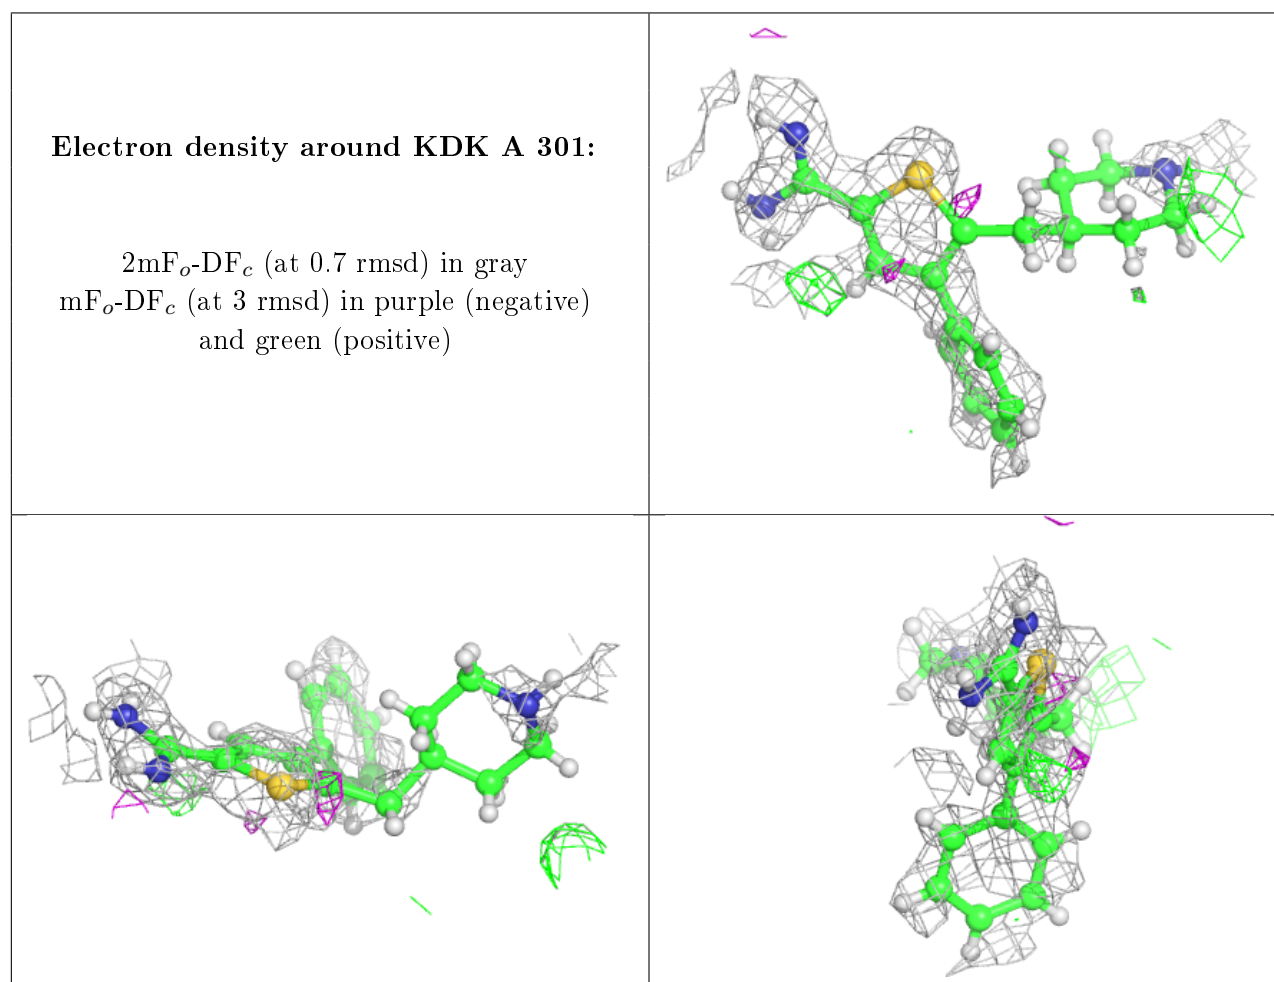 Electron density around KDK A 301:
2mFo-DFc (at 0.7 rmsd) in gray
mFo-DFc (at 3 rmsd) in purple (negative)
and green (positive)